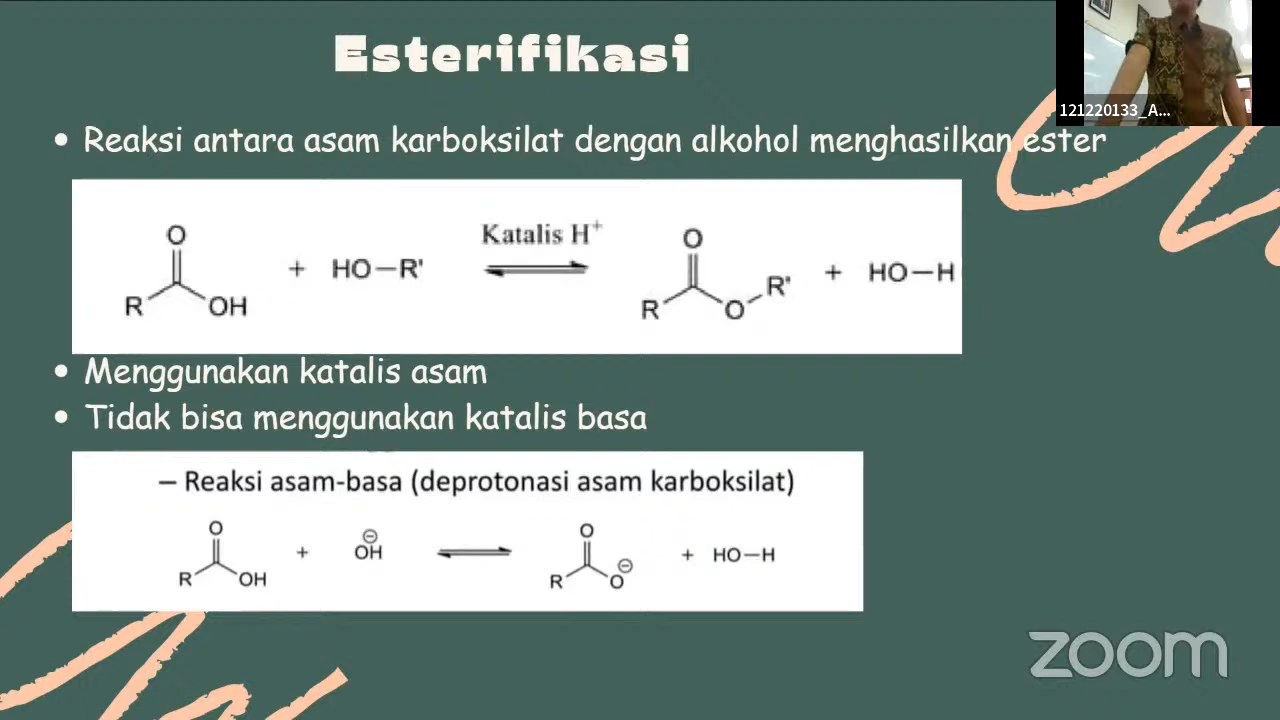 Esterifikasi
121220133_A...
• Reaksi antara asam karboksilat dengan alkohol menghasilkan ester
O
R
OH
+
HO–R'
Katalis H⁺
O
R
O
R'
+
HO–H
• Menggunakan katalis asam
• Tidak bisa menggunakan katalis basa
– Reaksi asam-basa (deprotonasi asam karboksilat)
O
R
OH
+
⊖
OH
O
R
O
⊖
+
HO–H
zoom